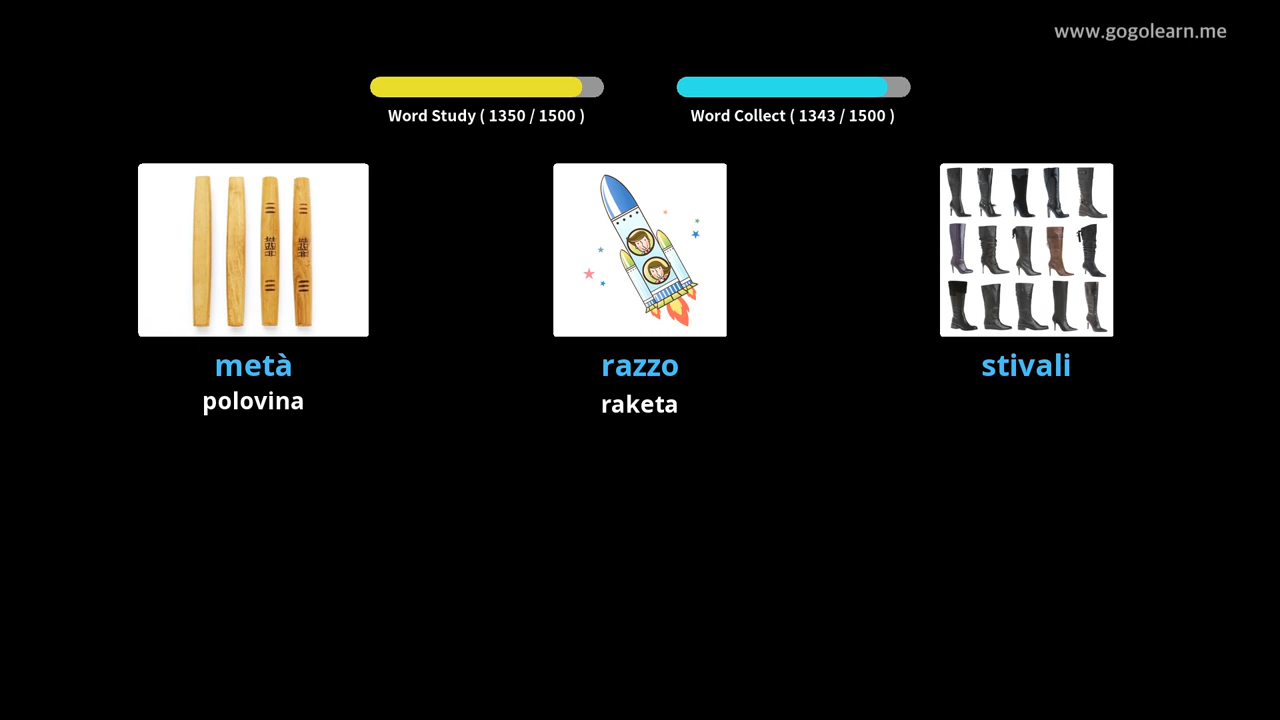 www.gogolearn.me
Word Study ( 1350 / 1500 )
Word Collect ( 1343 / 1500 )
metà
razzo
stivali
polovina
raketa